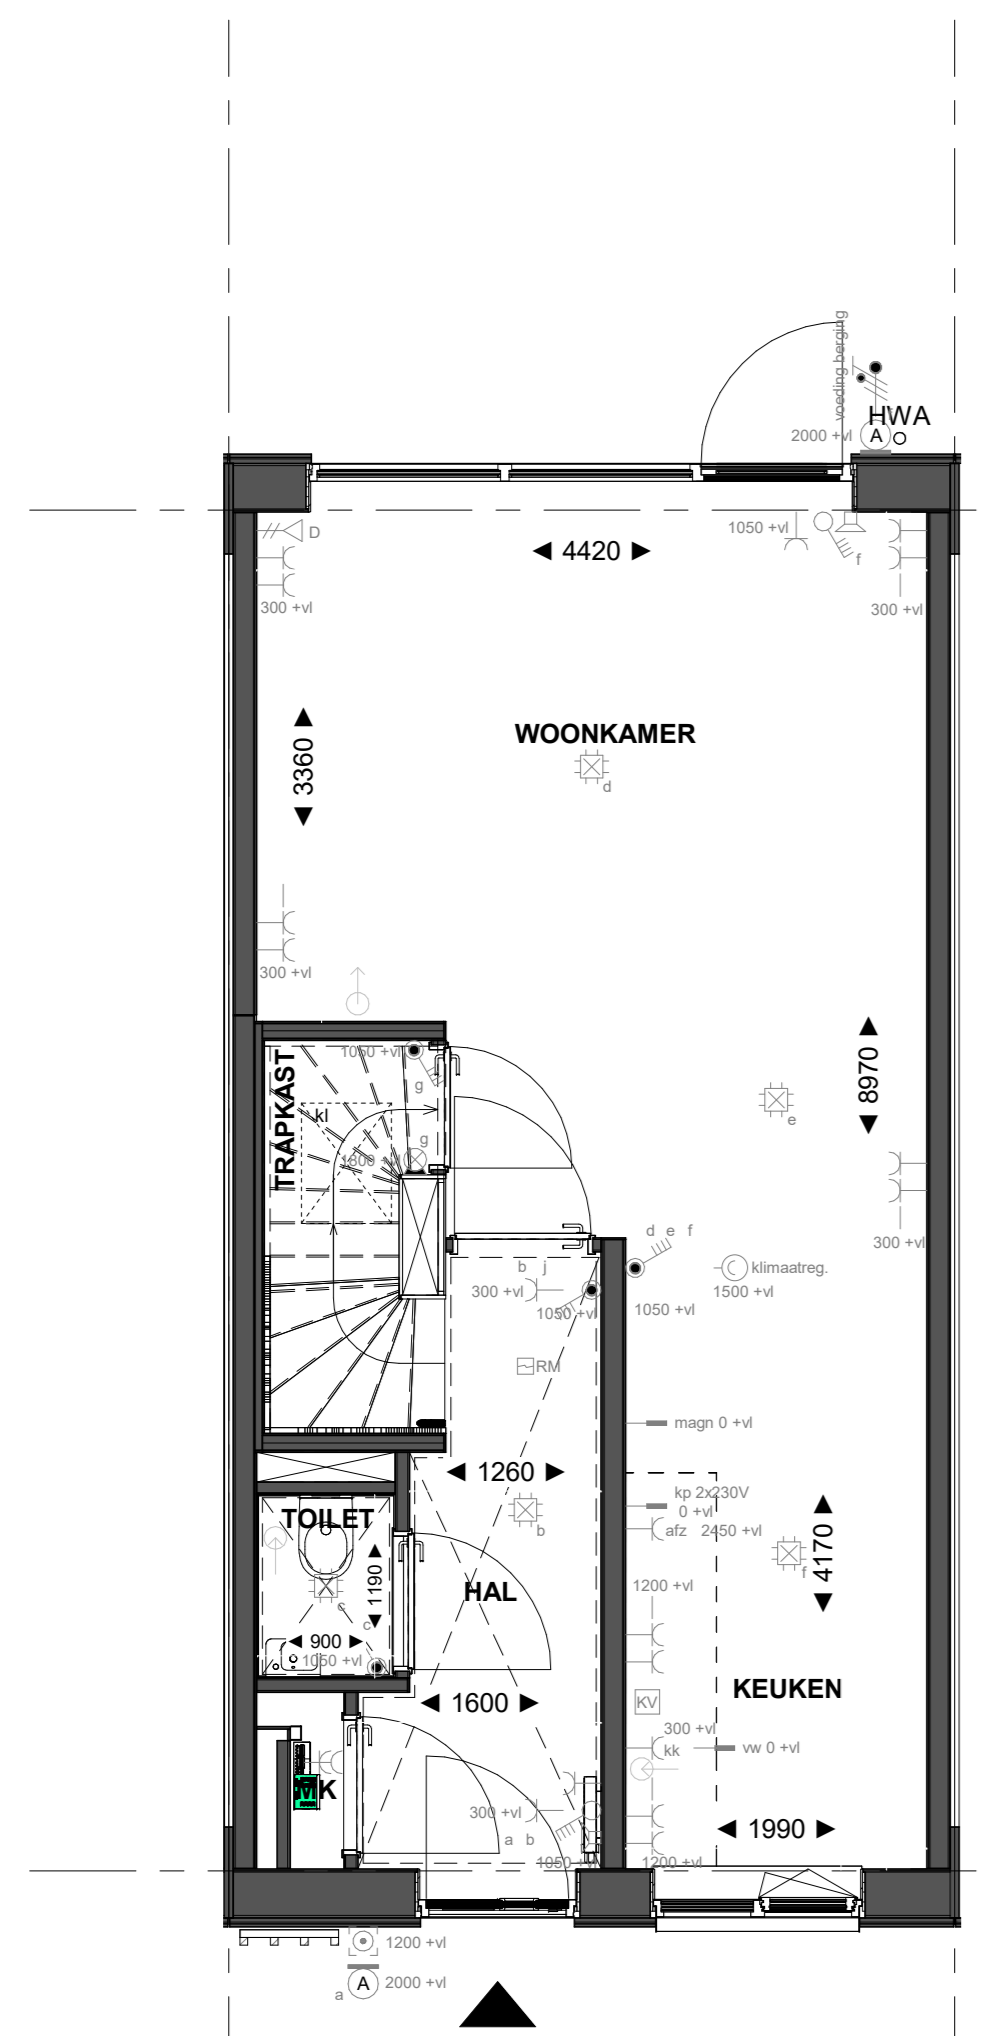 voeding berging
HWA
2000 +vl
A
f
D
300 +vl
4420
1050 +vl
f
300 +vl
WOONKAMER
d
3360
300 +vl
TRAPKAST
1050 +vl
g
kl
g
8970
e
300 +vl
d e f
b j
300 +vl
1050 +vl
klimaatreg.
1500 +vl
1050 +vl
RM
magn 0 +vl
1260
kp 2x230V
0 +vl
afz 2450 +vl
b
f
4170
TOILET
1190
c
c
900
1050 +vl
HAL
1200 +vl
1600
KV
KEUKEN
300 +vl
kk
vw 0 +vl
MK
300 +vl
a b
1050 +vl
1990
1200 +vl
1200 +vl
A
a
2000 +vl